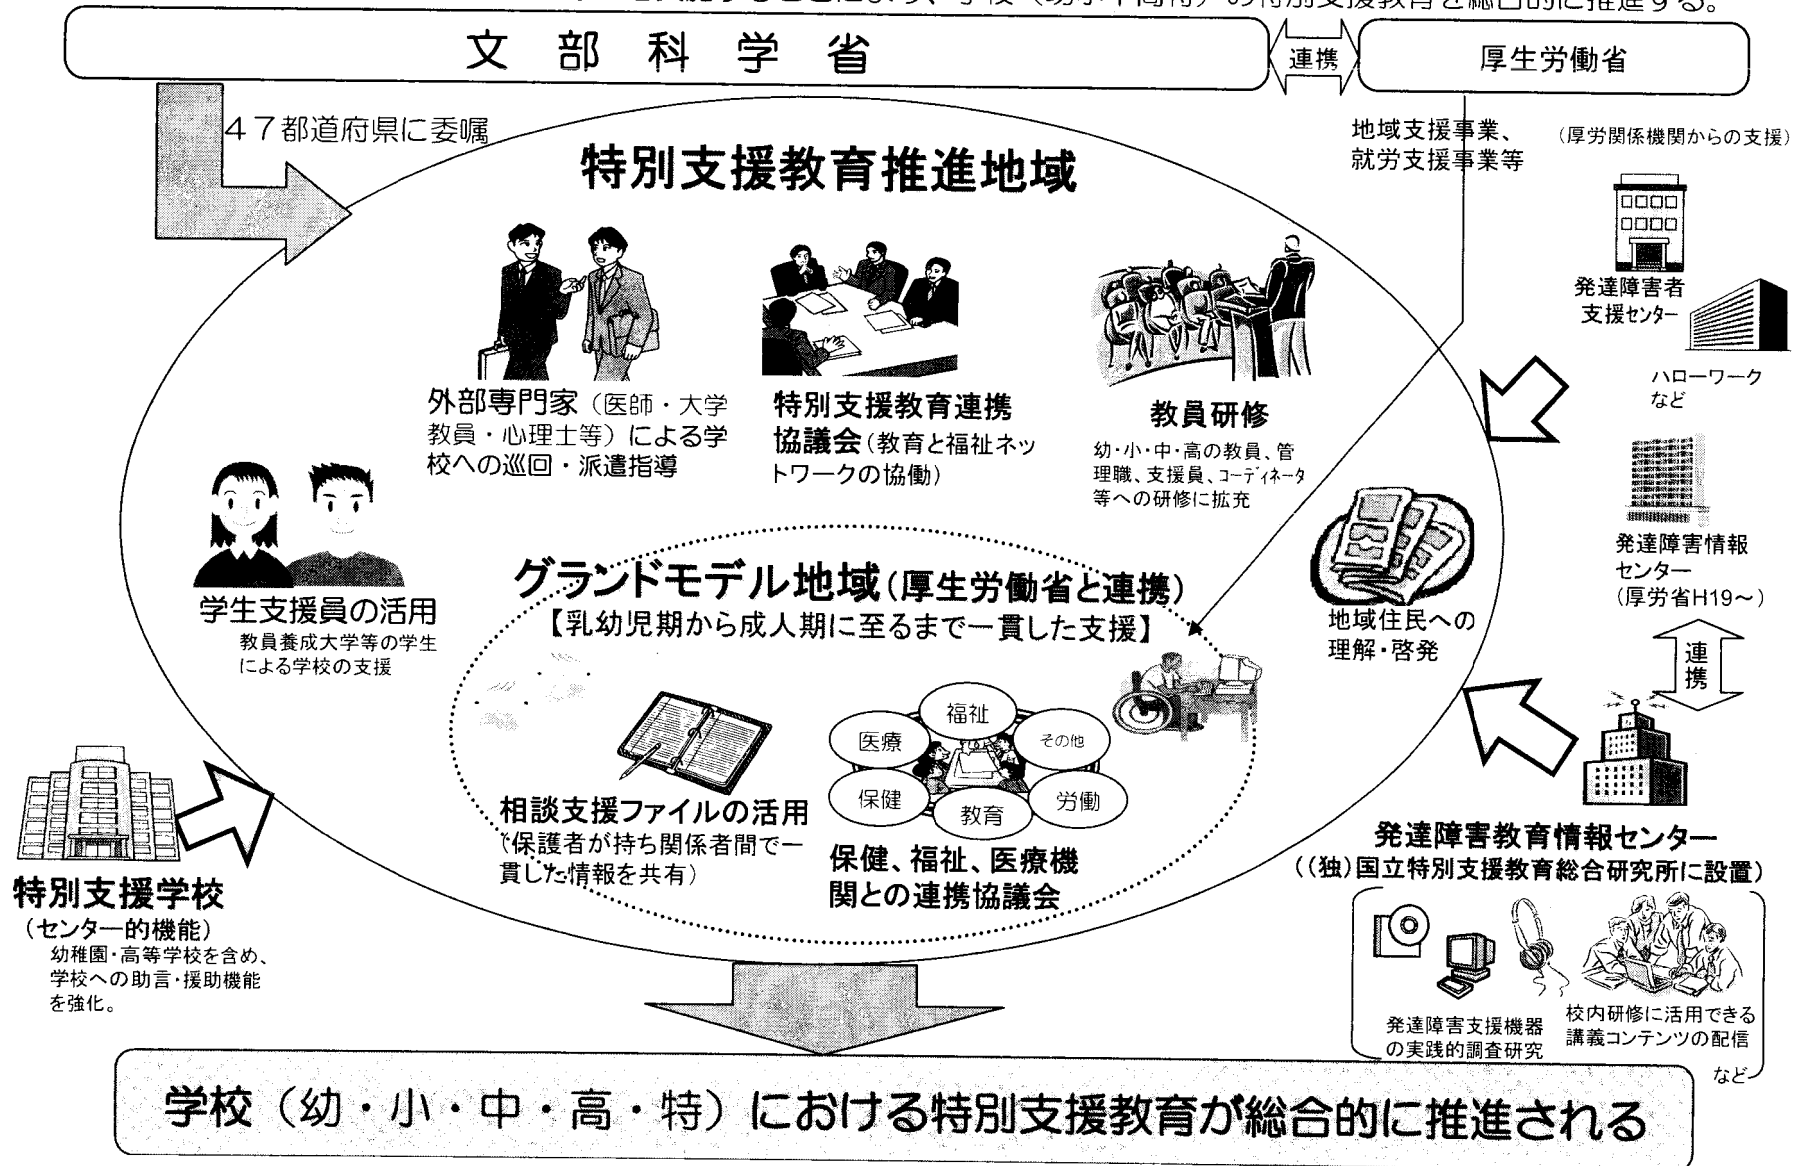 学校（幼小中高特）の特別支援教育を総合的に推進する。
文部科学省
連携
厚生労働省
47都道府県に委嘱
特別支援教育推進地域
地域支援事業、
就労支援事業等
(厚労関係機関からの支援)
発達障害者
支援センター
ハローワーク
など
外部専門家（医師・大学
教員・心理士等）による学
校への巡回・派遣指導
特別支援教育連携
協議会(教育と福祉ネッ
トワークの協働)
教員研修
幼・小・中・高の教員、管
理職、支援員、コーディネータ
等への研修に拡充
発達障害情報
センター
(厚労省H19～)
連
携
学生支援員の活用
教員養成大学等の学生
による学校の支援
グランドモデル地域(厚生労働省と連携)
【乳幼児期から成人期に至るまで一貫した支援】
地域住民への
理解・啓発
福祉
医療
その他
保健
教育
労働
相談支援ファイルの活用
(保護者が持ち関係者間で一
貫した情報を共有)
保健、福祉、医療機
関との連携協議会
特別支援学校
(センター的機能)
幼稚園・高等学校を含め、
学校への助言・援助機能
を強化。
発達障害教育情報センター
((独)国立特別支援教育総合研究所に設置)
発達障害支援機器
の実践的調査研究
校内研修に活用できる
講義コンテンツの配信
など
学校（幼・小・中・高・特）における特別支援教育が総合的に推進される